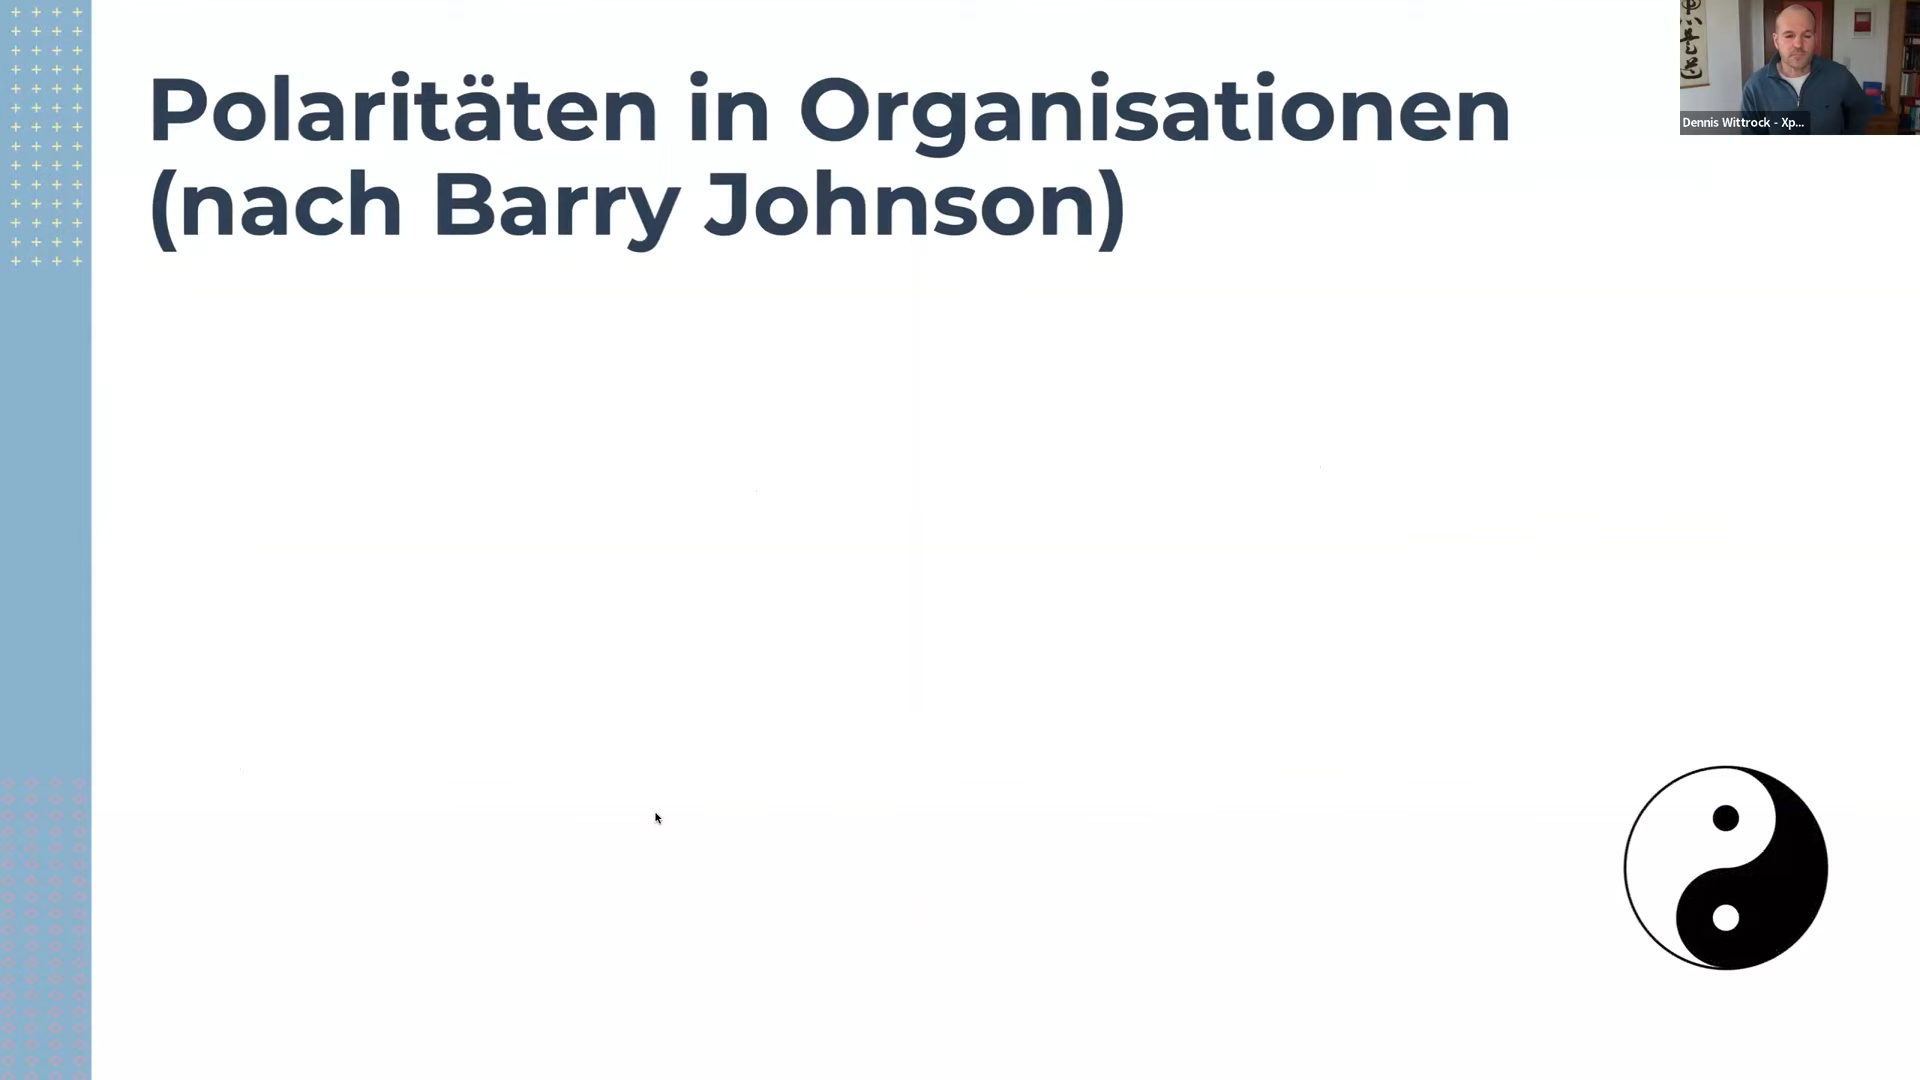 Polaritäten in Organisationen
(nach Barry Johnson)
Dennis Wittrock - Xp...